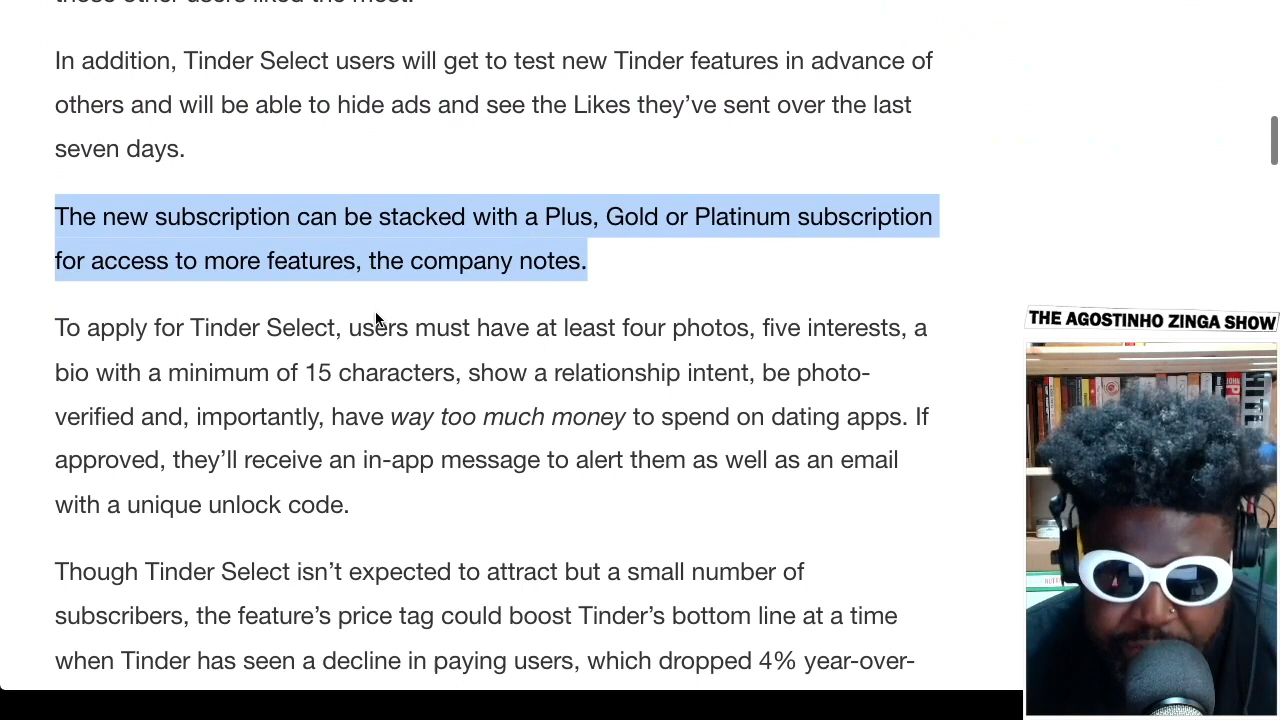 In addition, Tinder Select users will get to test new Tinder features in advance of
others and will be able to hide ads and see the Likes they’ve sent over the last
seven days.
The new subscription can be stacked with a Plus, Gold or Platinum subscription
for access to more features, the company notes.
To apply for Tinder Select, users must have at least four photos, five interests, a
bio with a minimum of 15 characters, show a relationship intent, be photo-
verified and, importantly, have way too much money to spend on dating apps. If
approved, they’ll receive an in-app message to alert them as well as an email
with a unique unlock code.
Though Tinder Select isn’t expected to attract but a small number of
subscribers, the feature’s price tag could boost Tinder’s bottom line at a time
when Tinder has seen a decline in paying users, which dropped 4% year-over-
THE AGOSTINHO ZINGA SHOW